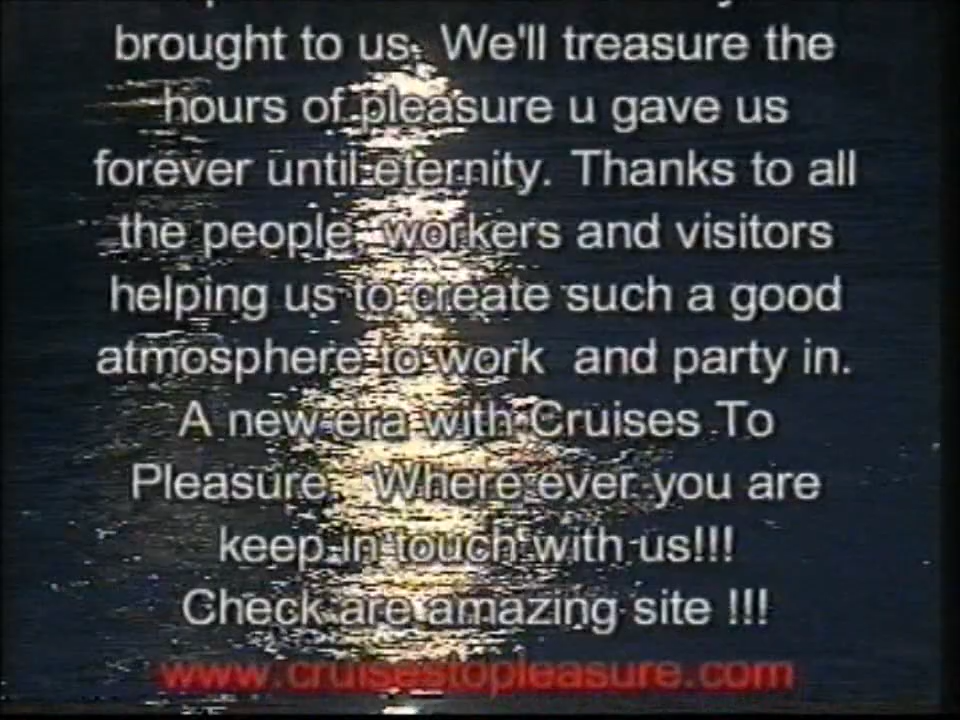 brought to us. We'll treasure the
hours of pleasure u gave us
forever until eternity. Thanks to all
the people, workers and visitors
helping us to create such a good
atmosphere to work and party in.
A new era with Cruises To
Pleasure. Where ever you are
keep in touch with us!!!
Check are amazing site !!!
www.cruisestopleasure.com